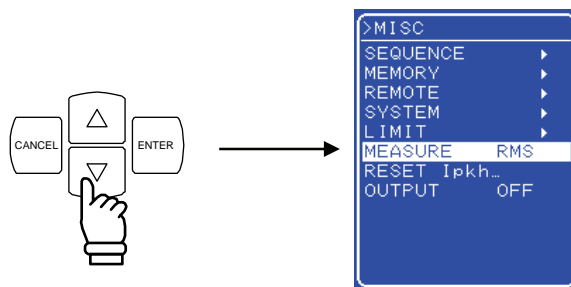 CANCEL
ENTER
>MISC
SEQUENCE
MEMORY
REMOTE
SYSTEM
LIMIT
MEASURE RMS
RESET Ipkh…
OUTPUT OFF